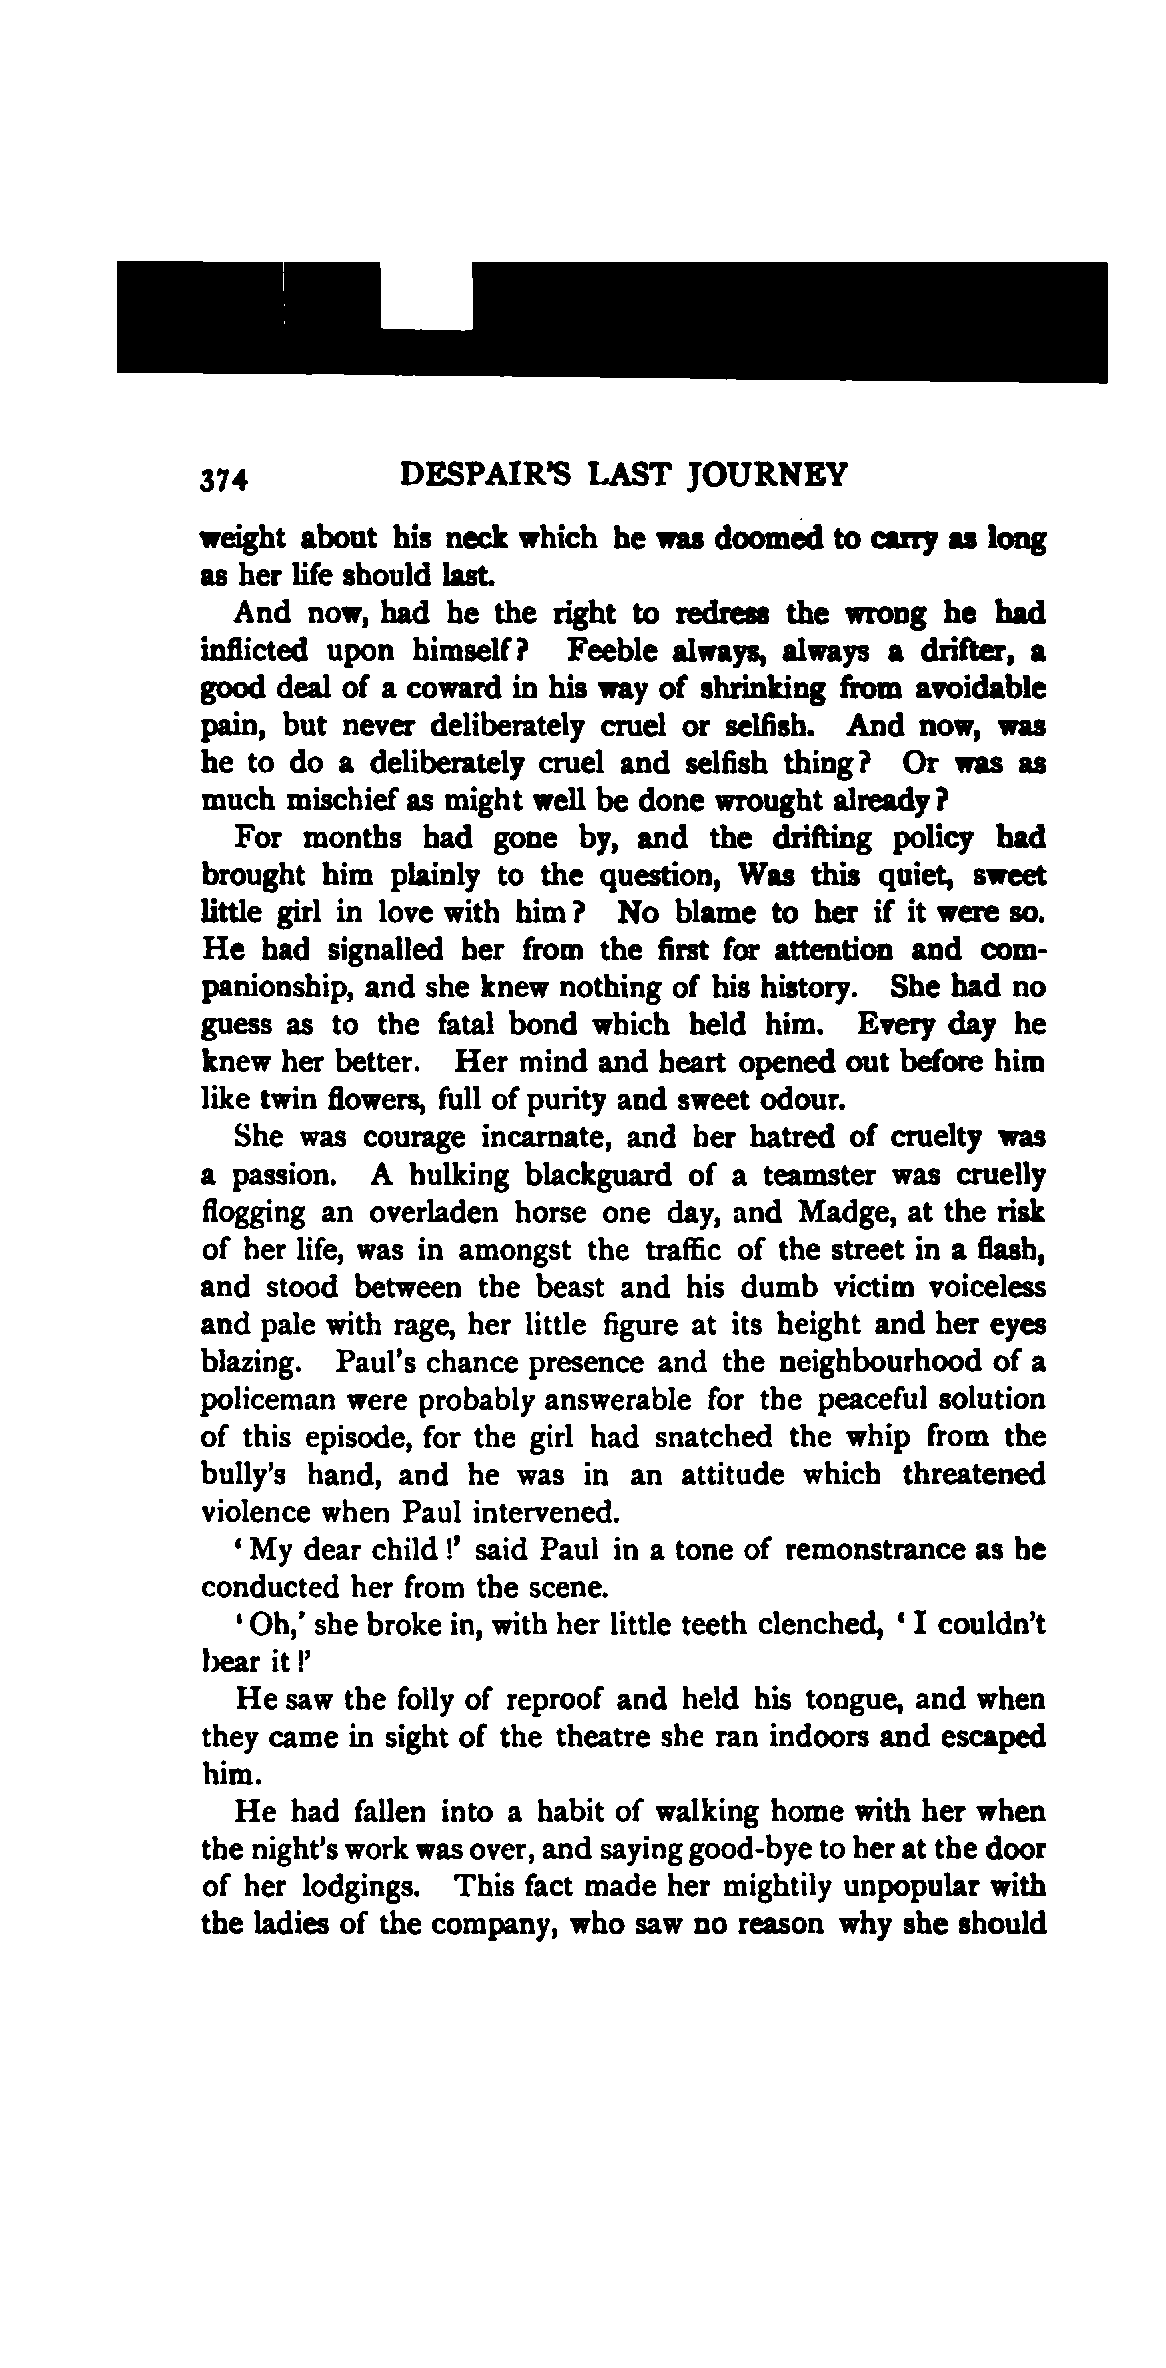 374 DESPAIR'S LAST JOURNEY
weight about his neck which he was doomed to carry as long
as her life should last.
And now, had he the right to redress the wrong he had
inflicted upon himself? Feeble always, always a drifter, a
good deal of a coward in his way of shrinking from avoidable
pain, but never deliberately cruel or selfish. And now, was
he to do a deliberately cruel and selfish thing? Or was as
much mischief as might well be done wrought already?
For months had gone by, and the drifting policy had
brought him plainly to the question, Was this quiet, sweet
little girl in love with him? No blame to her if it were so.
He had signalled her from the first for attention and com-
panionship, and she knew nothing of his history. She had no
guess as to the fatal bond which held him. Every day he
knew her better. Her mind and heart opened out before him
like twin flowers, full of purity and sweet odour.
She was courage incarnate, and her hatred of cruelty was
a passion. A hulking blackguard of a teamster was cruelly
flogging an overladen horse one day, and Madge, at the risk
of her life, was in amongst the traffic of the street in a flash,
and stood between the beast and his dumb victim voiceless
and pale with rage, her little figure at its height and her eyes
blazing. Paul's chance presence and the neighbourhood of a
policeman were probably answerable for the peaceful solution
of this episode, for the girl had snatched the whip from the
bully's hand, and he was in an attitude which threatened
violence when Paul intervened.
'My dear child!' said Paul in a tone of remonstrance as he
conducted her from the scene.
'Oh,' she broke in, with her little teeth clenched, 'I couldn't
bear it!'
He saw the folly of reproof and held his tongue, and when
they came in sight of the theatre she ran indoors and escaped
him.
He had fallen into a habit of walking home with her when
the night's work was over, and saying good-bye to her at the door
of her lodgings. This fact made her mightily unpopular with
the ladies of the company, who saw no reason why she should